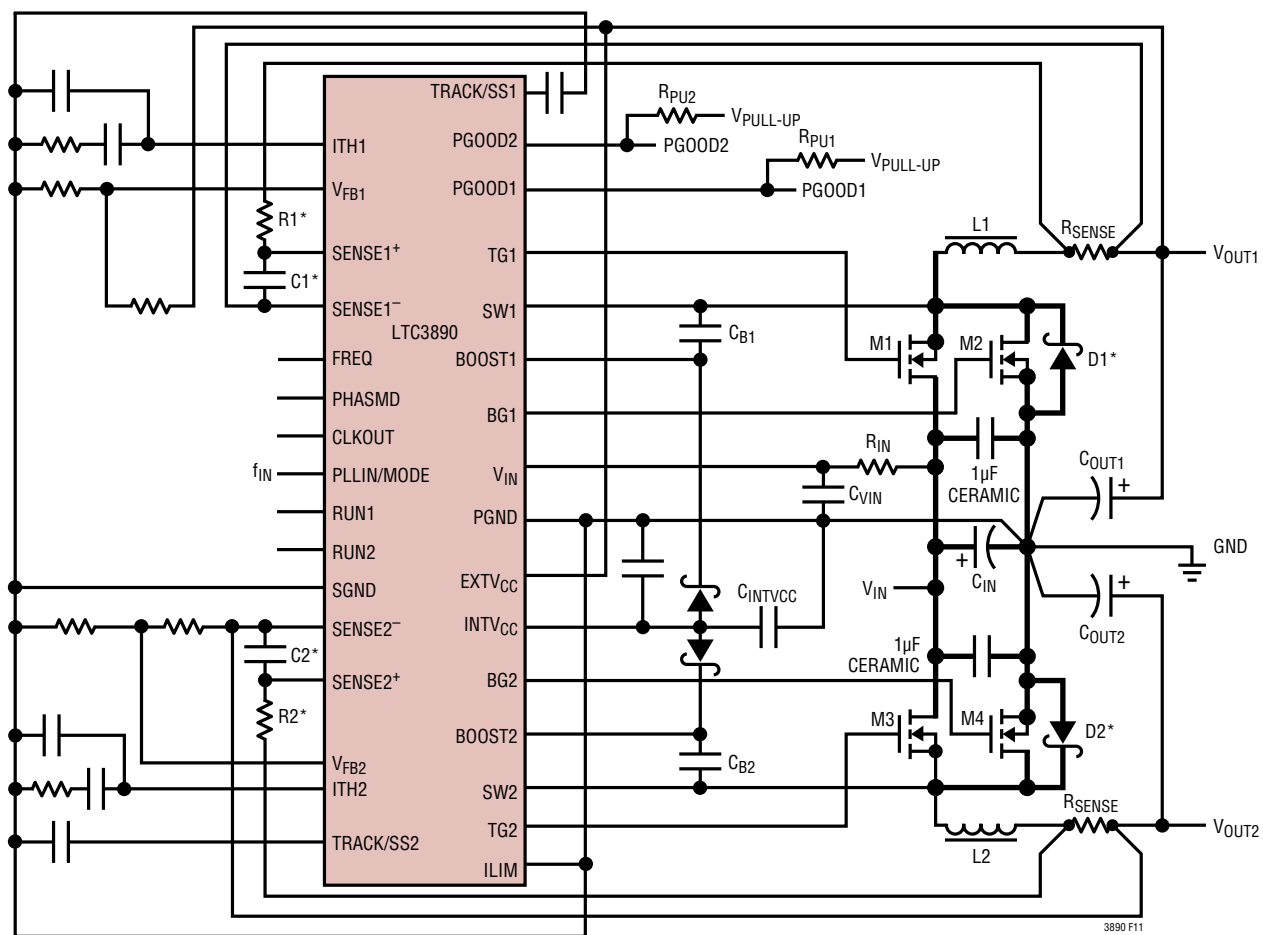 TRACK/SS1
RPU2
VPULL-UP
PGOOD2
PGOOD2
RPU1
VPULL-UP
ITH1
PGOOD1
PGOOD1
VFB1
R1*
SENSE1+
TG1
L1
RSENSE
VOUT1
C1*
SENSE1–
SW1
LTC3890
CB1
M1
M2
D1*
FREQ
BOOST1
PHASMD
BG1
CLKOUT
RIN
fIN
PLLIN/MODE
VIN
CVIN
1µF
CERAMIC
COUT1
+
RUN1
PGND
RUN2
GND
+
CIN
SGND
EXTVCC
VIN
+
CINTVCC
SENSE2–
INTVCC
COUT2
C2*
1µF
CERAMIC
SENSE2+
BG2
R2*
M3
M4
D2*
BOOST2
VFB2
CB2
ITH2
SW2
RSENSE
TG2
VOUT2
TRACK/SS2
L2
ILIM
3890 F11